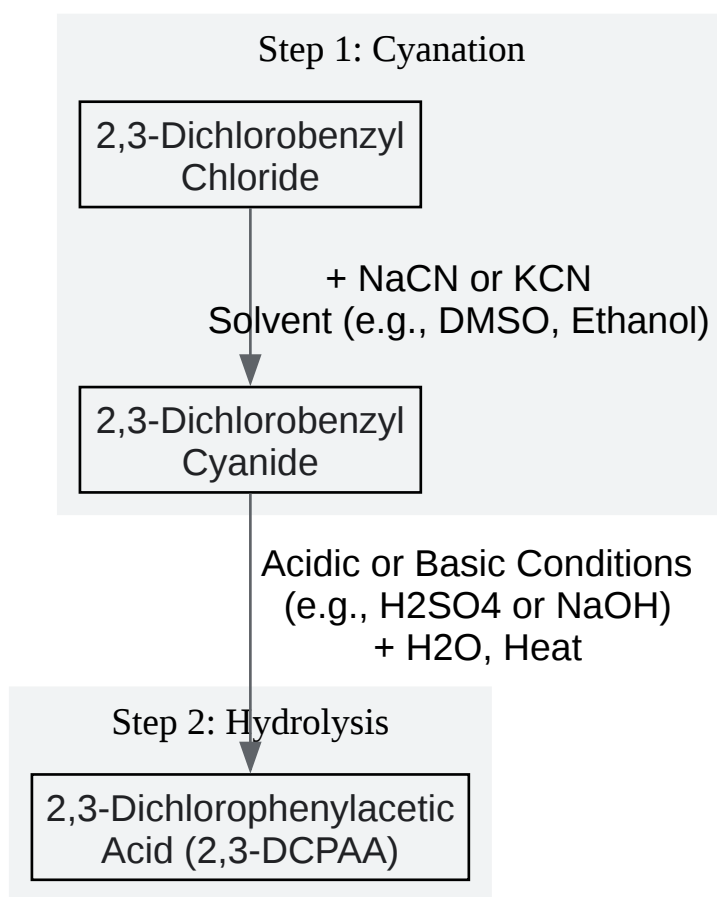 Step 1: Cyanation
2,3-Dichlorobenzyl
Chloride
+ NaCN or KCN
Solvent (e.g., DMSO, Ethanol)
2,3-Dichlorobenzyl
Cyanide
Acidic or Basic Conditions
(e.g., H2SO4 or NaOH)
+ H2O, Heat
Step 2: Hydrolysis
2,3-Dichlorophenylacetic
Acid (2,3-DCPAA)